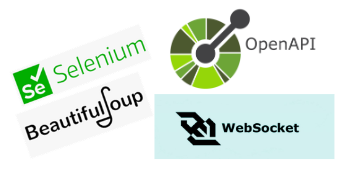 Se Selenium
OpenAPI
BeautifulSoup
WebSocket